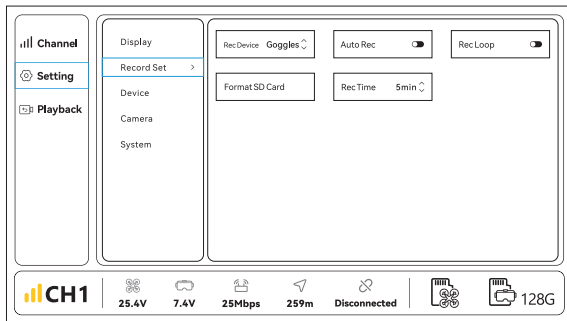 Channel
Setting
Playback
Display
Record Set >
Device
Camera
System
Rec Device Goggles
Auto Rec
Rec Loop
Format SD Card
Rec Time 5min
CH1
25.4V
7.4V
25Mbps
259m
Disconnected
128G